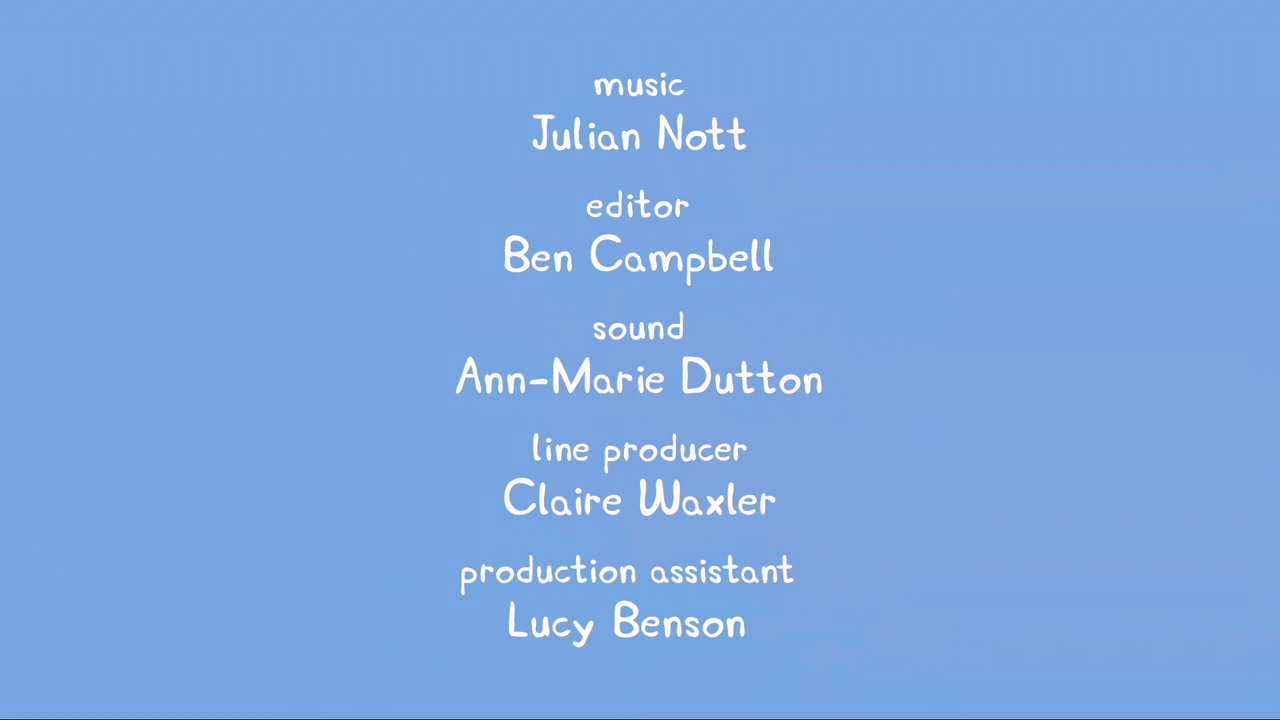 music
Julian Nott
editor
Ben Campbell
sound
Ann-Marie Dutton
line producer
Claire Waxler
production assistant
Lucy Benson